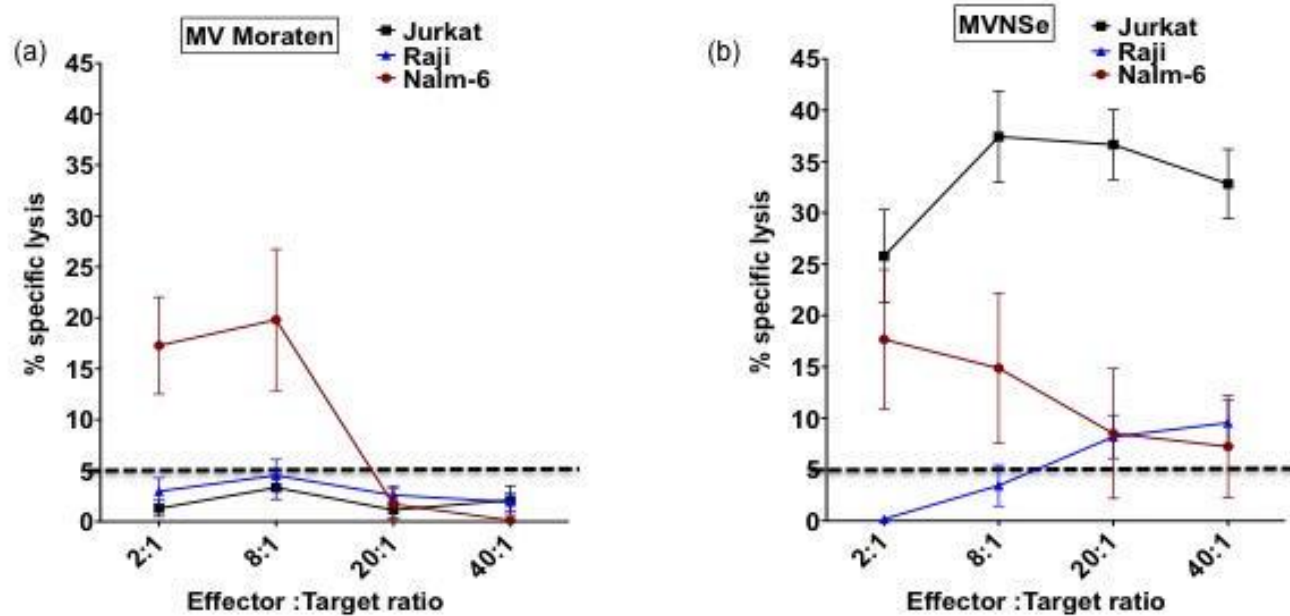 (a)
MV Moraten
Jurkat
Raji
Nalm-6
45
40
35
30
25
20
15
10
5
0
% specific lysis
2:1
8:1
20:1
40:1
Effector :Target ratio
(b)
MVNSe
Jurkat
Raji
Nalm-6
45
40
35
30
25
20
15
10
5
0
% specific lysis
2:1
8:1
20:1
40:1
Effector :Target ratio